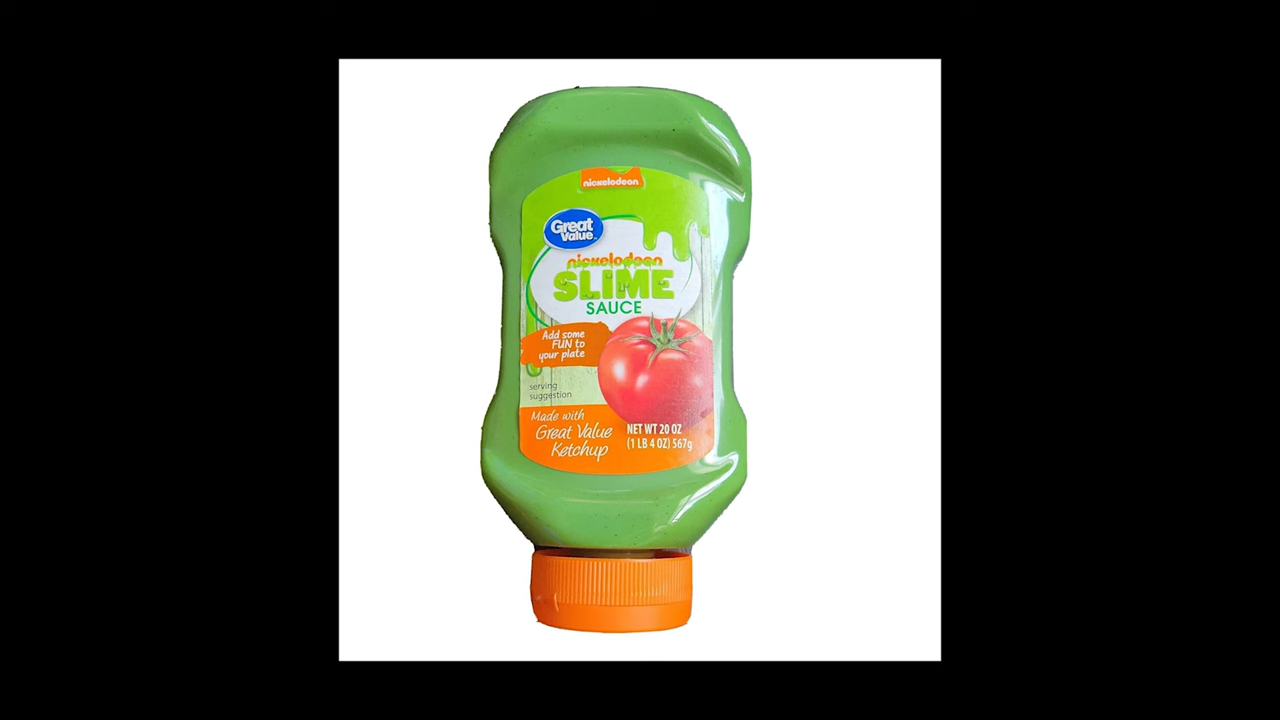 nickelodeon
Great
Value
nickelodeon
SLIME
SAUCE
Add some
FUN to
your plate
serving
suggestion
Made with
Great Value
Ketchup
NET WT 20 OZ
(1 LB 4 OZ) 567g